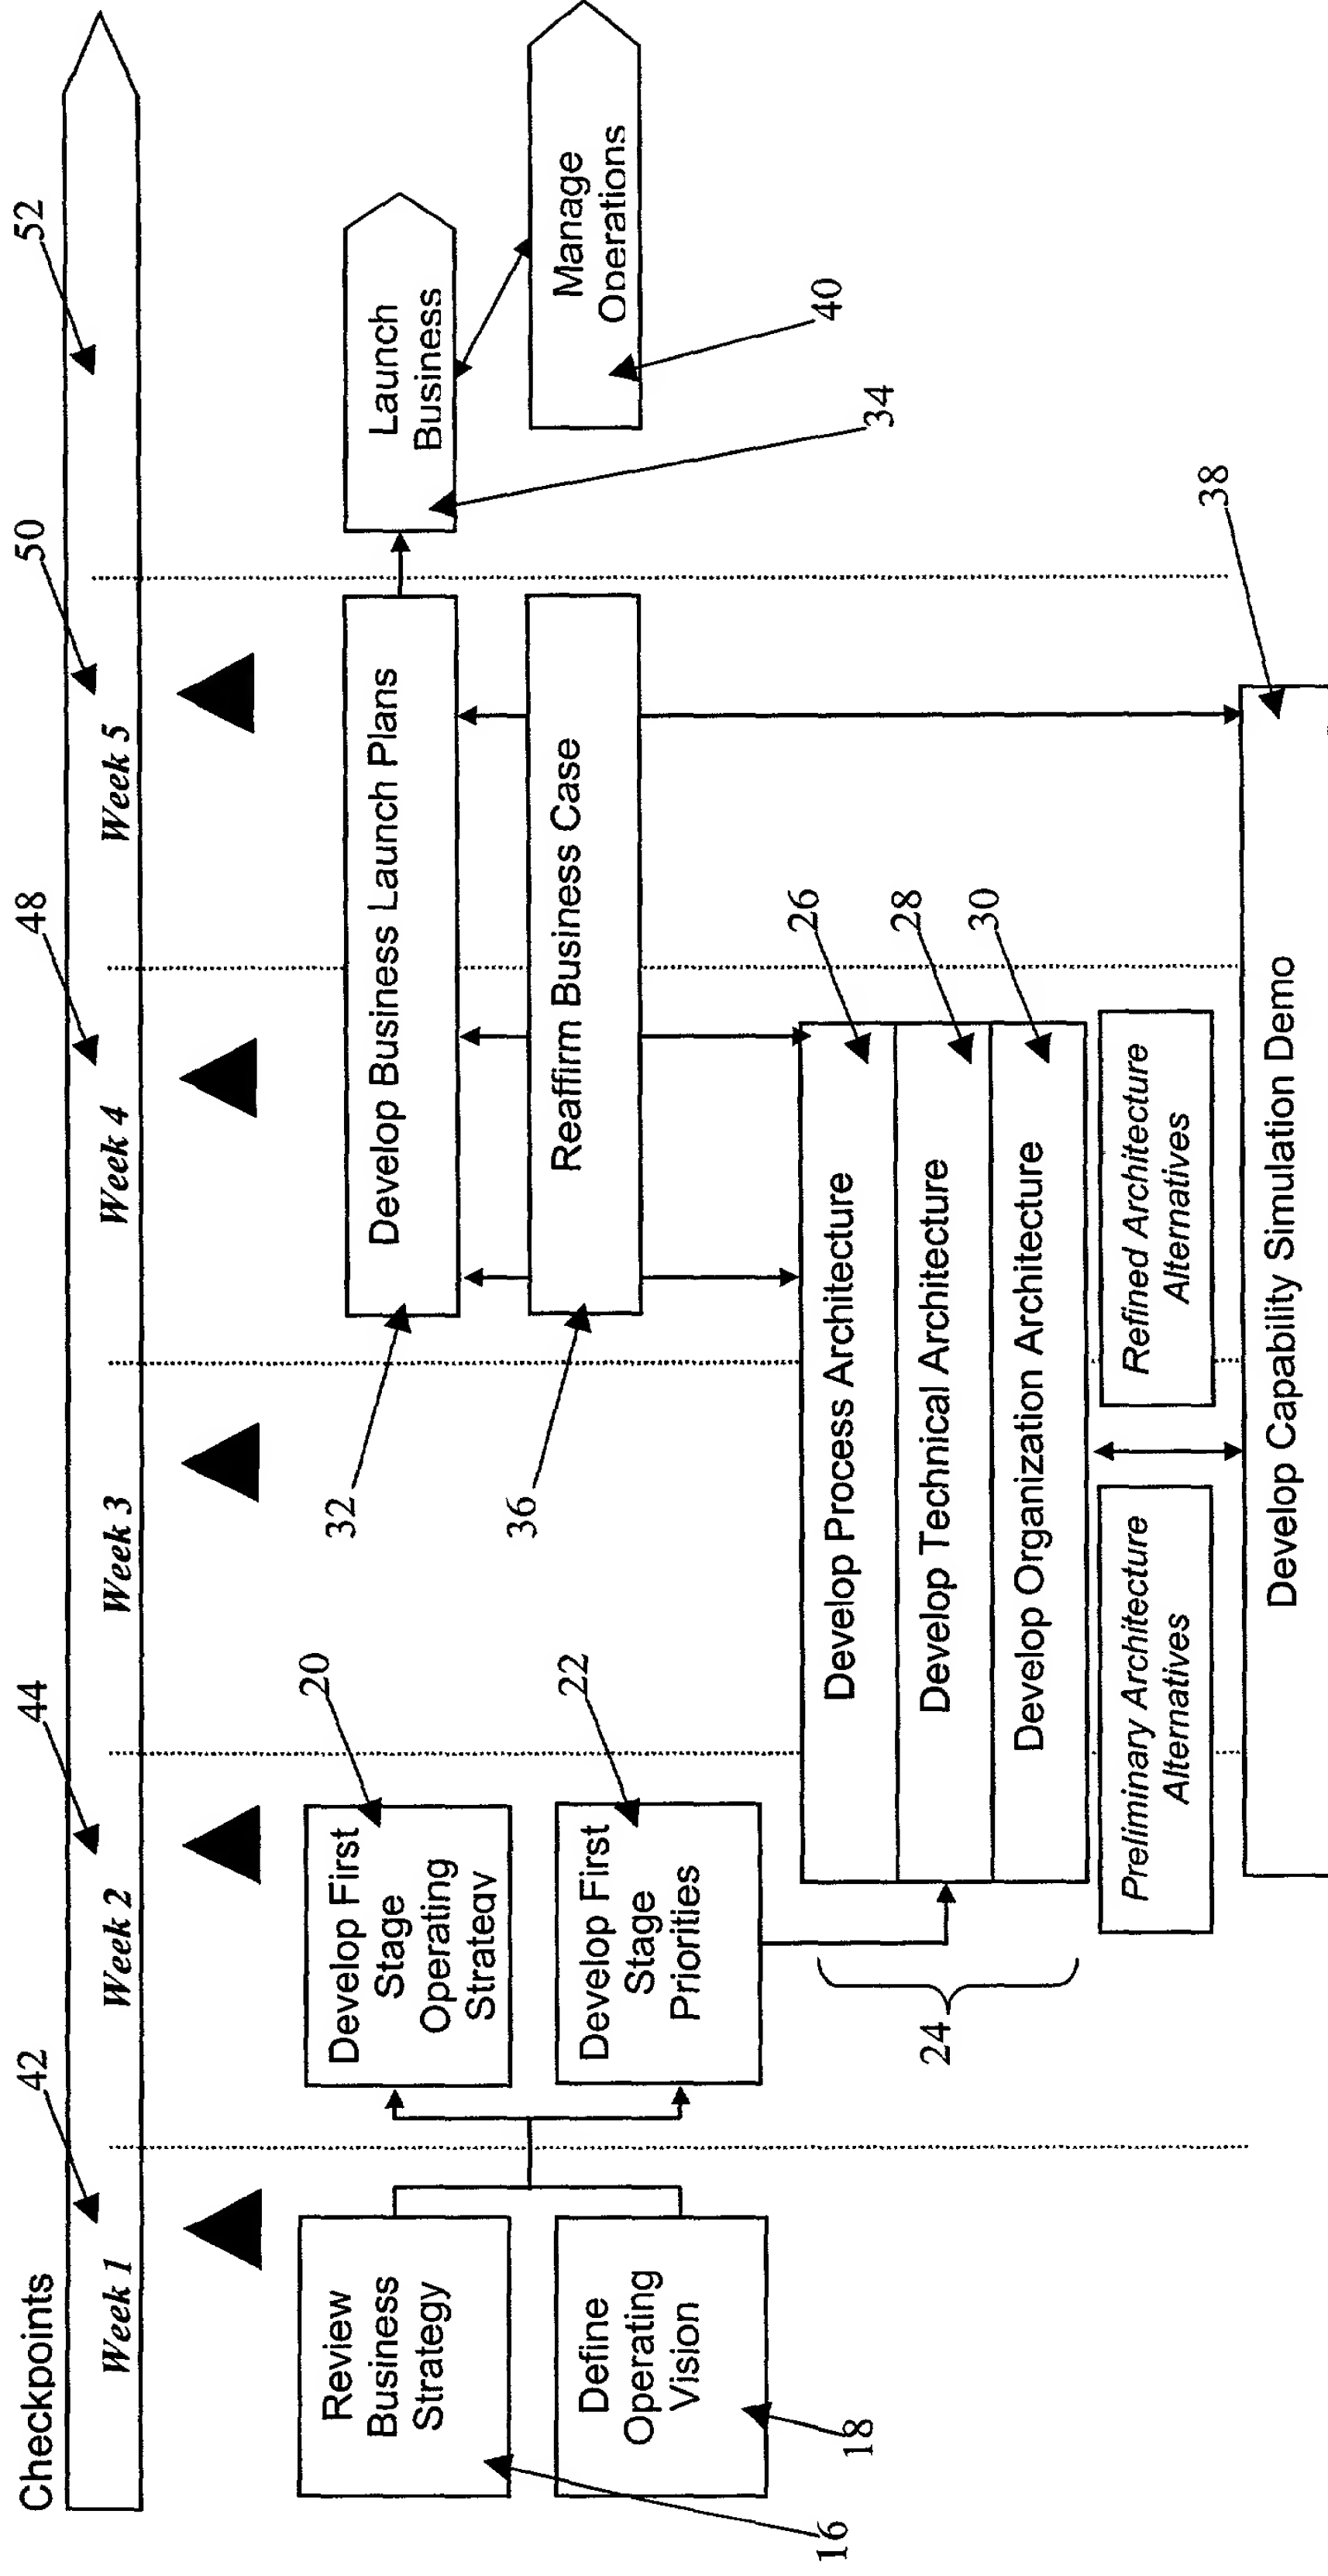 Checkpoints
42
44
48
50
52
Week 1
Week 2
Week 3
Week 4
Week 5
Review
Business
Strategy
16
Define
Operating
Vision
18
Develop First
Stage
Operating
Strategy
20
Develop First
Stage
Priorities
22
24
32
Develop Business Launch Plans
36
Reaffirm Business Case
Launch
Business
34
Manage
Operations
40
Develop Process Architecture
26
Develop Technical Architecture
28
Develop Organization Architecture
30
Preliminary Architecture
Alternatives
Refined Architecture
Alternatives
Develop Capability Simulation Demo
38